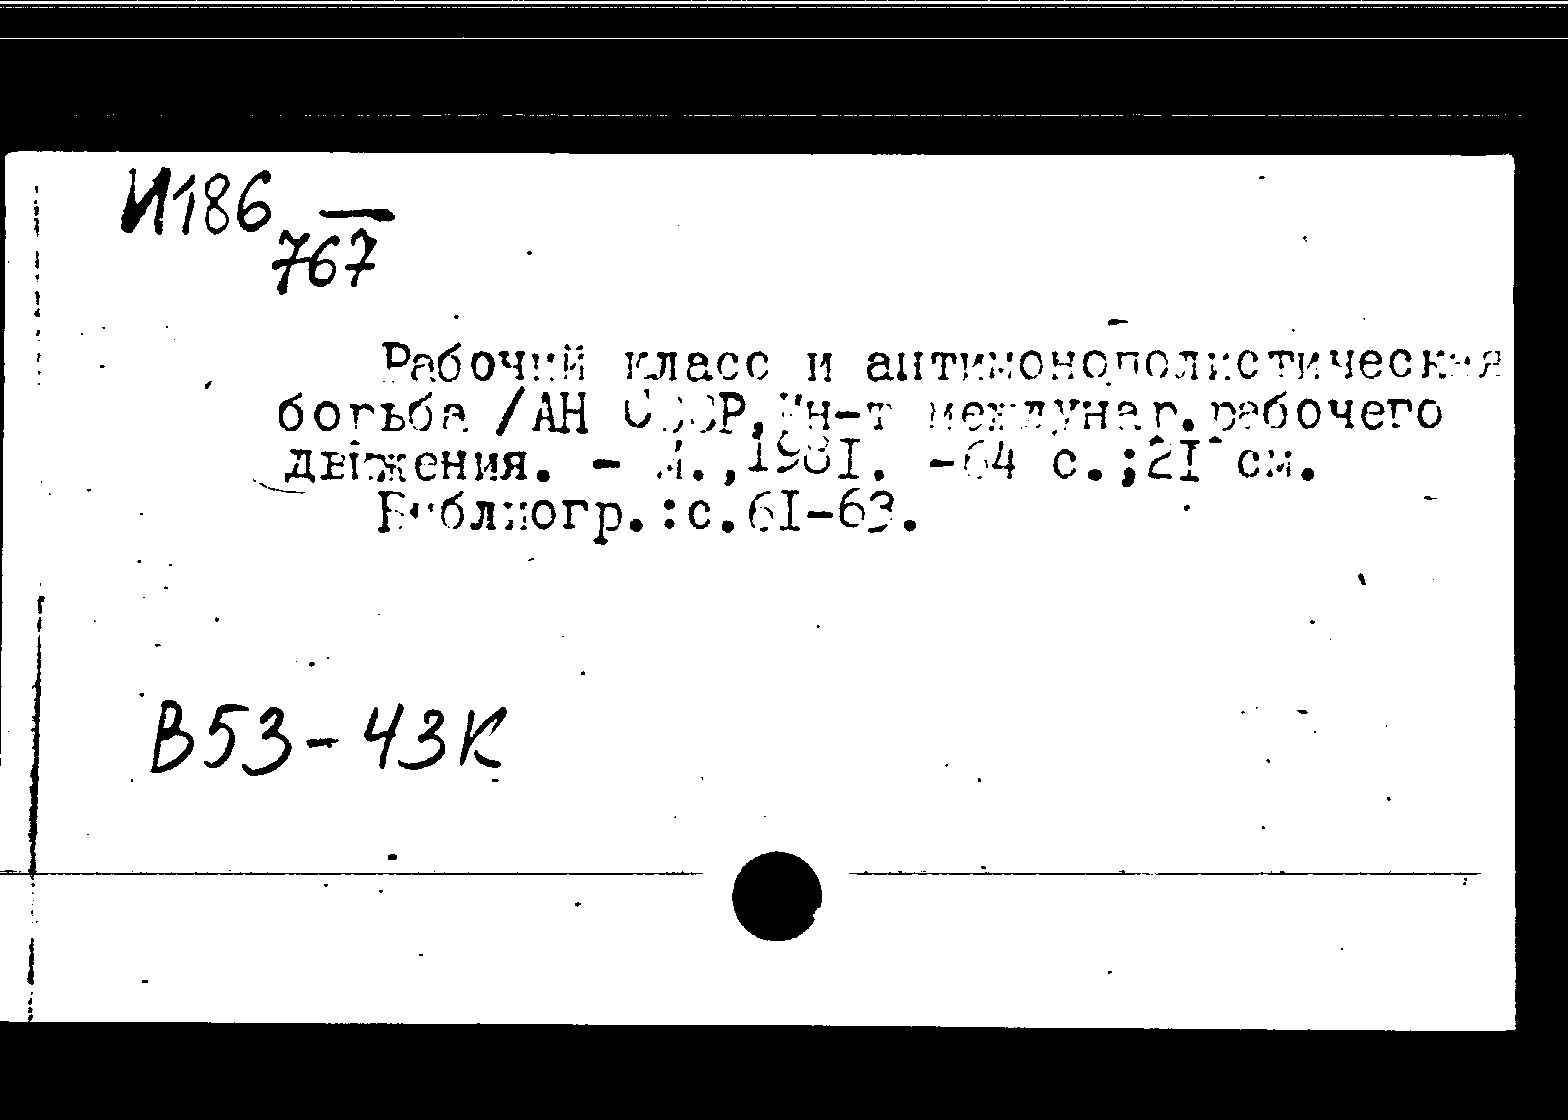 И186
767
Рабочий класс и антимонополистическая
борьба /АН СССР,Ин-т междунар.рабочего
движения. - М.,1981. -64 с.;21 см.
Библиогр.:с.61-63.
В53-43К